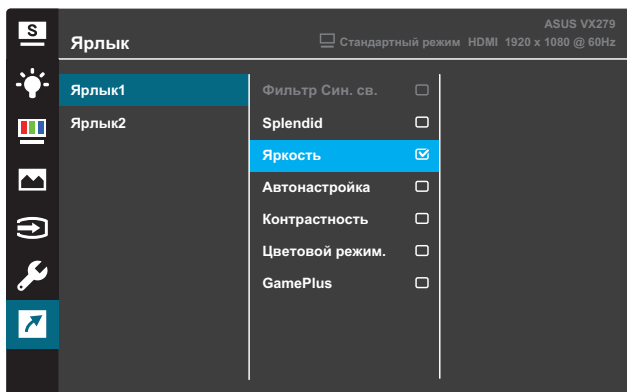 S
ASUS VX279
Ярлык
Стандартный режим HDMI 1920 x 1080 @ 60Hz
Ярлык1
Ярлык2
Фильтр Син. св.
Splendid
Яркость
Автонастройка
Контрастность
Цветовой режим.
GamePlus